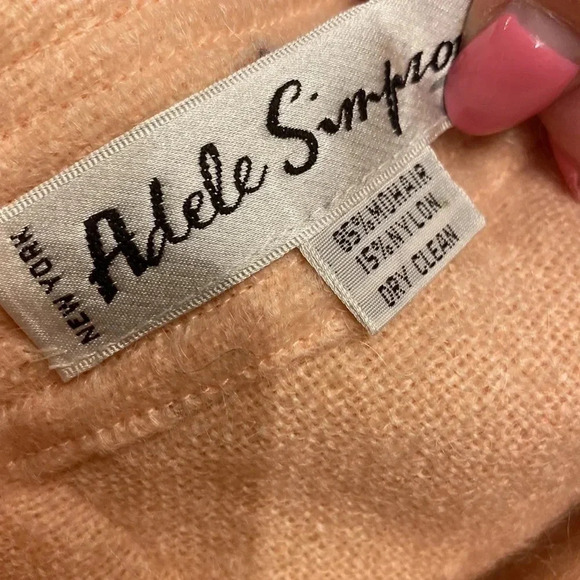 Adele Simpson
NEW YORK
85% MOHAIR
15% NYLON
DRY CLEAN